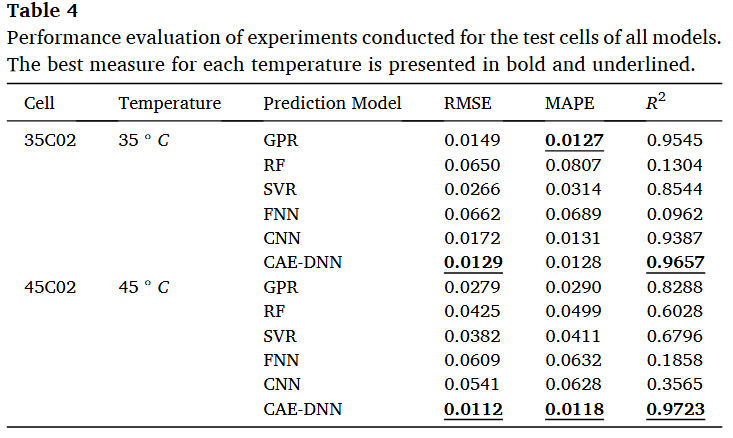 Table 4
Performance evaluation of experiments conducted for the test cells of all models.
The best measure for each temperature is presented in bold and underlined.
Cell Temperature Prediction Model RMSE MAPE R²
35C02 35 ° C GPR 0.0149 0.0127 0.9545
RF 0.0650 0.0807 0.1304
SVR 0.0266 0.0314 0.8544
FNN 0.0662 0.0689 0.0962
CNN 0.0172 0.0131 0.9387
CAE-DNN 0.0129 0.0128 0.9657
45C02 45 ° C GPR 0.0279 0.0290 0.8288
RF 0.0425 0.0499 0.6028
SVR 0.0382 0.0411 0.6796
FNN 0.0609 0.0632 0.1858
CNN 0.0541 0.0628 0.3565
CAE-DNN 0.0112 0.0118 0.9723